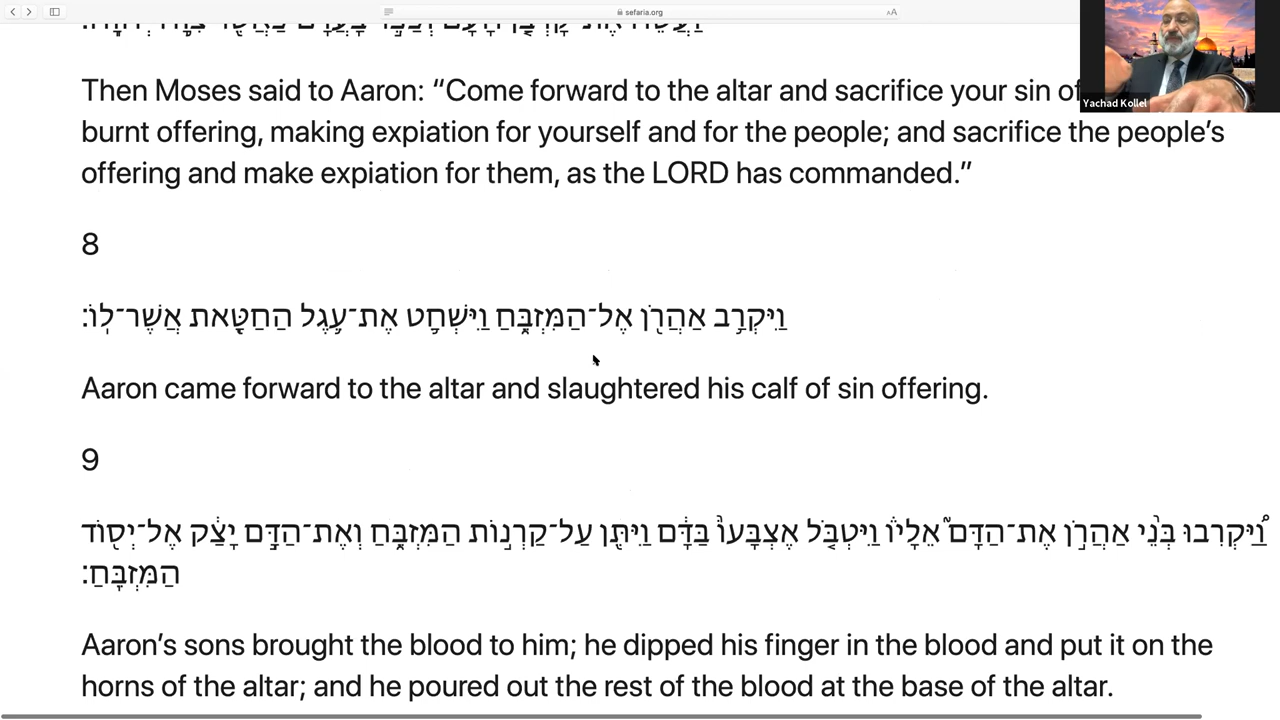 sefaria.org
AA
Yachad Kollel
Then Moses said to Aaron: “Come forward to the altar and sacrifice your sin
burnt offering, making expiation for yourself and for the people; and sacrifice the people’s
offering and make expiation for them, as the LORD has commanded.”
8
וַיִּקְרַ֥ב אַהֲרֹ֖ן אֶל־הַמִּזְבֵּ֑חַ וַיִּשְׁחַ֛ט אֶת־עֵ֥גֶל הַחַטָּ֖את אֲשֶׁר־לֽוֹ׃
Aaron came forward to the altar and slaughtered his calf of sin offering.
9
וַ֠יַּקְרִ֠בוּ בְּנֵ֨י אַהֲרֹ֣ן אֶת־הַדָּם֮ אֵלָיו֒ וַיִּטְבֹּ֤ל אֶצְבָּעוֹ֙ בַּדָּ֔ם וַיִּתֵּ֖ן עַל־קַרְנ֣וֹת הַמִּזְבֵּ֑חַ וְאֶת־הַדָּ֣ם יָצַ֔ק אֶל־יְס֖וֹד
הַמִּזְבֵּֽחַ׃
Aaron’s sons brought the blood to him; he dipped his finger in the blood and put it on the
horns of the altar; and he poured out the rest of the blood at the base of the altar.